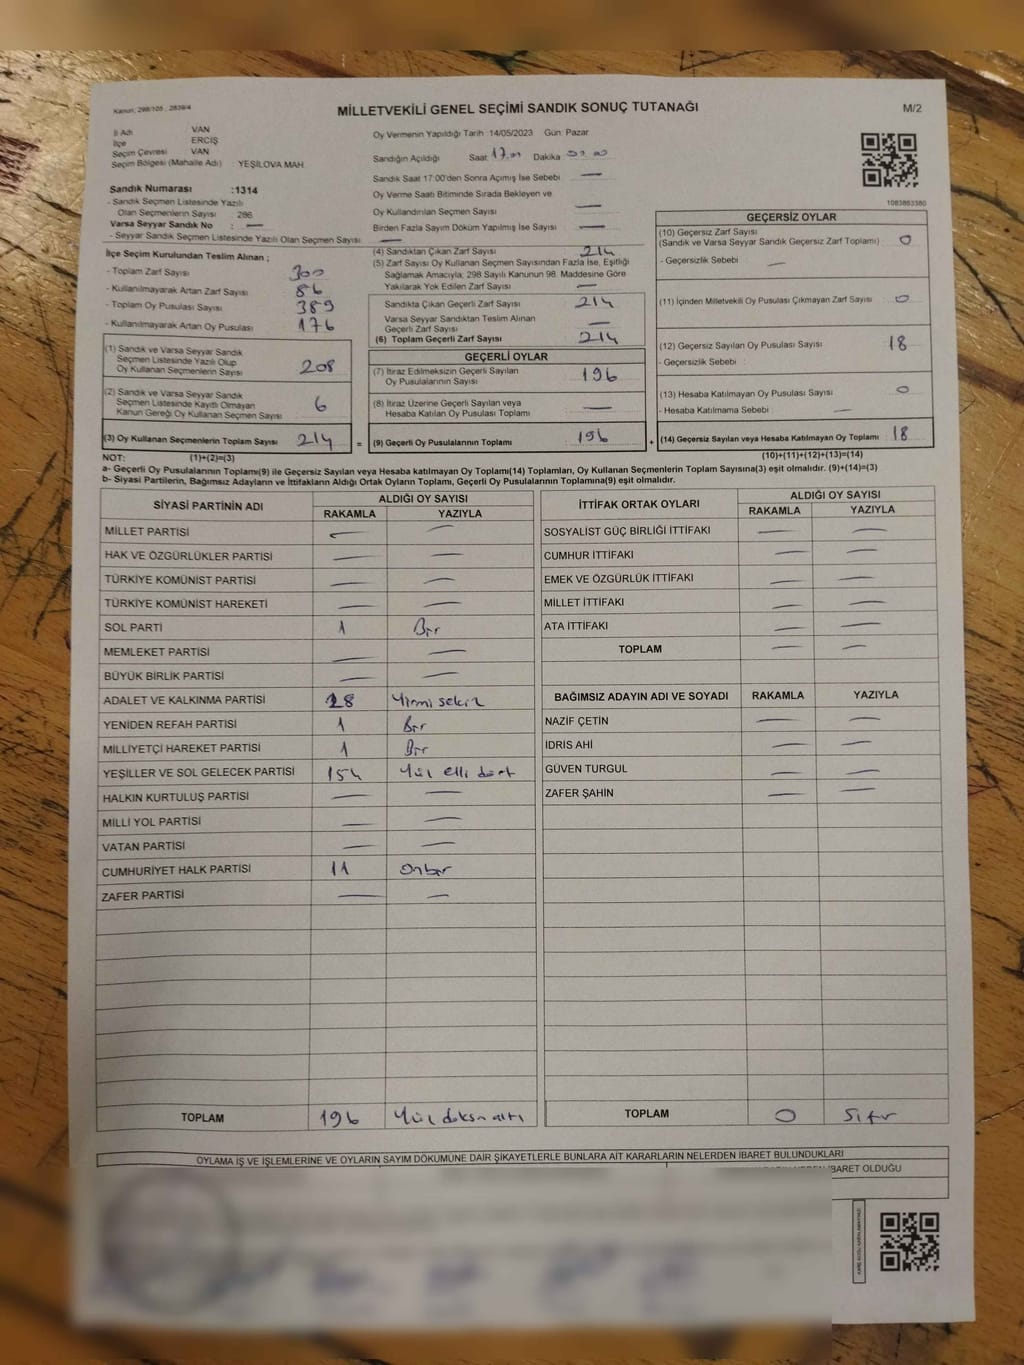 Kanun: 298/105 , 2839/4
MİLLETVEKİLİ GENEL SEÇİMİ SANDIK SONUÇ TUTANAĞI
M/2
İl Adı VAN
İlçe ERCİŞ
Seçim Çevresi VAN
Seçim Bölgesi (Mahalle Adı) : YEŞİLOVA MAH.
Sandık Numarası :1314
- Sandık Seçmen Listesinde Yazılı
Olan Seçmenlerin Sayısı 286
Varsa Seyyar Sandık No : —
- Seyyar Sandık Seçmen Listesinde Yazılı Olan Seçmen Sayısı —
İlçe Seçim Kurulundan Teslim Alınan ;
- Toplam Zarf Sayısı 300
- Kullanılmayarak Artan Zarf Sayısı 86
- Toplam Oy Pusulası Sayısı 389
- Kullanılmayarak Artan Oy Pusulası 176
(1) Sandık ve Varsa Seyyar Sandık
Seçmen Listesinde Yazılı Olup
Oy Kullanan Seçmenlerin Sayısı 208
(2) Sandık ve Varsa Seyyar Sandık
Seçmen Listesinde Kayıtlı Olmayan
Kanun Gereği Oy Kullanan Seçmen Sayısı 6
(3) Oy Kullanan Seçmenlerin Toplam Sayısı 214 =
Oy Vermenin Yapıldığı Tarih :14/05/2023 Gün: Pazar
Sandığın Açıldığı Saat: Dakika
Sandık Saat 17:00'den Sonra Açımış İse Sebebi —
Oy Verme Saati Bitiminde Sırada Bekleyen ve
Oy Kullandırılan Seçmen Sayısı —
Birden Fazla Sayım Döküm Yapılmış İse Sayısı —
(4) Sandıktan Çıkan Zarf Sayısı 214
(5) Zarf Sayısı Oy Kullanan Seçmen Sayısından Fazla İse, Eşitliği
Sağlamak Amacıyla; 298 Sayılı Kanunun 98. Maddesine Göre
Yakılarak Yok Edilen Zarf Sayısı —
Sandıkta Çıkan Geçerli Zarf Sayısı 214
Varsa Seyyar Sandıktan Teslim Alınan
Geçerli Zarf Sayısı —
(6) Toplam Geçerli Zarf Sayısı 214
GEÇERLİ OYLAR
(7) İtiraz Edilmeksizin Geçerli Sayılan
Oy Pusulalarının Sayısı 196
(8) İtiraz Üzerine Geçerli Sayılan veya
Hesaba Katılan Oy Pusulası Toplamı —
(9) Geçerli Oy Pusulalarının Toplamı 196 +
1083883380
GEÇERSİZ OYLAR
(10) Geçersiz Zarf Sayısı
(Sandık ve Varsa Seyyar Sandık Geçersiz Zarf Toplamı) 0
- Geçersizlik Sebebi —
(11) İçinden Milletvekili Oy Pusulası Çıkmayan Zarf Sayısı 0
(12) Geçersiz Sayılan Oy Pusulası Sayısı 18
- Geçersizlik Sebebi :
(13) Hesaba Katılmayan Oy Pusulası Sayısı 0
- Hesaba Katılmama Sebebi —
(14) Geçersiz Sayılan veya Hesaba Katılmayan Oy Toplamı 18
NOT: (1)+(2)=(3) (10)+(11)+(12)+(13)=(14)
a- Geçerli Oy Pusulalarının Toplamı(9) ile Geçersiz Sayılan veya Hesaba katılmayan Oy Toplamı(14) Toplamları, Oy Kullanan Seçmenlerin Toplam Sayısına(3) eşit olmalıdır. (9)+(14)=(3)
b- Siyasi Partilerin, Bağımsız Adayların ve İttifakların Aldığı Ortak Oyların Toplamı, Geçerli Oy Pusulalarının Toplamına(9) eşit olmalıdır.
SİYASİ PARTİNİN ADI ALDIĞI OY SAYISI
RAKAMLA YAZIYLA
MİLLET PARTİSİ — —
HAK VE ÖZGÜRLÜKLER PARTİSİ — —
TÜRKİYE KOMÜNİST PARTİSİ — —
TÜRKİYE KOMÜNİST HAREKETİ — —
SOL PARTİ 1 Bir
MEMLEKET PARTİSİ — —
BÜYÜK BİRLİK PARTİSİ — —
ADALET VE KALKINMA PARTİSİ 28 Yirmi sekiz
YENİDEN REFAH PARTİSİ 1 Bir
MİLLİYETÇİ HAREKET PARTİSİ 1 Bir
YEŞİLLER VE SOL GELECEK PARTİSİ 154 Yüz elli dört
HALKIN KURTULUŞ PARTİSİ — —
MİLLİ YOL PARTİSİ — —
VATAN PARTİSİ — —
CUMHURİYET HALK PARTİSİ 11 Onbir
ZAFER PARTİSİ — —
TOPLAM 196 Yüz doksan altı
İTTİFAK ORTAK OYLARI ALDIĞI OY SAYISI
RAKAMLA YAZIYLA
SOSYALİST GÜÇ BİRLİĞİ İTTİFAKI — —
CUMHUR İTTİFAKI — —
EMEK VE ÖZGÜRLÜK İTTİFAKI — —
MİLLET İTTİFAKI — —
ATA İTTİFAKI — —
TOPLAM — —
BAĞIMSIZ ADAYIN ADI VE SOYADI RAKAMLA YAZIYLA
NAZİF ÇETİN — —
İDRİS AHİ — —
GÜVEN TURGUL — —
ZAFER ŞAHİN — —
TOPLAM 0 Sıfır
OYLAMA İŞ VE İŞLEMLERİNE VE OYLARIN SAYIM DÖKÜMÜNE DAİR ŞİKAYETLERLE BUNLARA AİT KARARLARIN NELERDEN İBARET BULUNDUKLARI
İBARET OLDUĞU